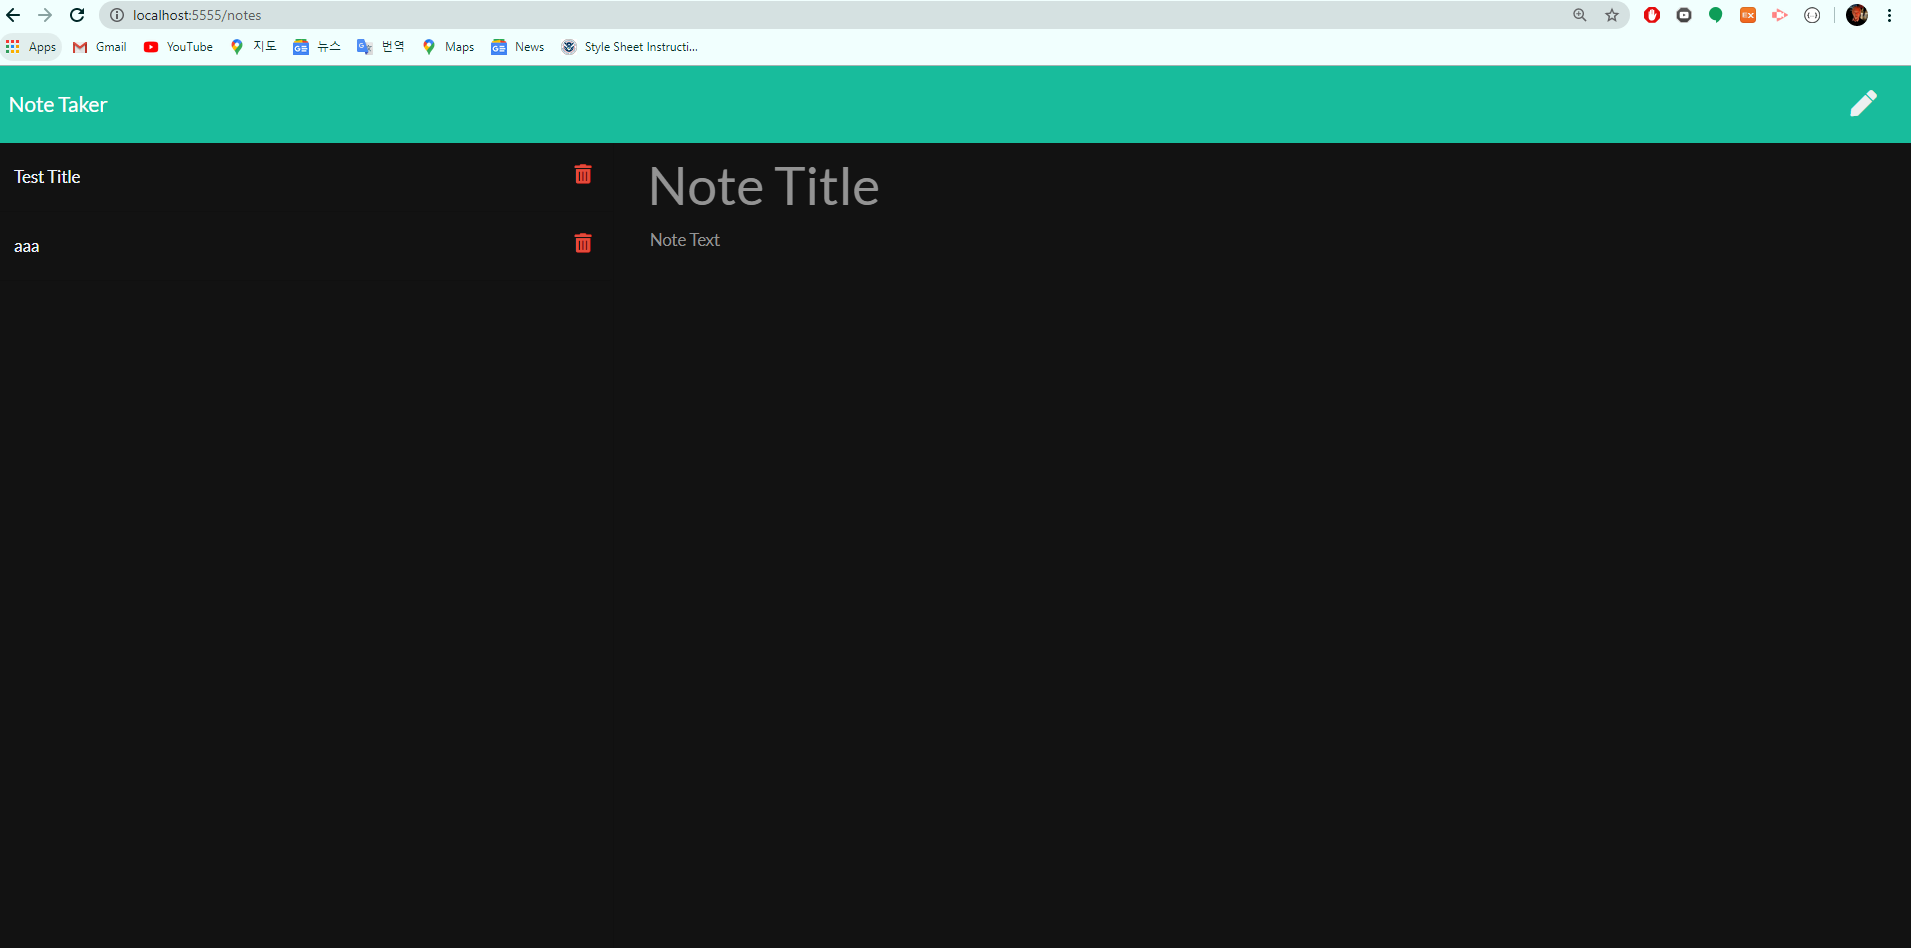 localhost:5555/notes
Apps Gmail YouTube 지도 뉴스 번역 Maps News Style Sheet Instructi...
Note Taker
Test Title
Note Title
aaa
Note Text